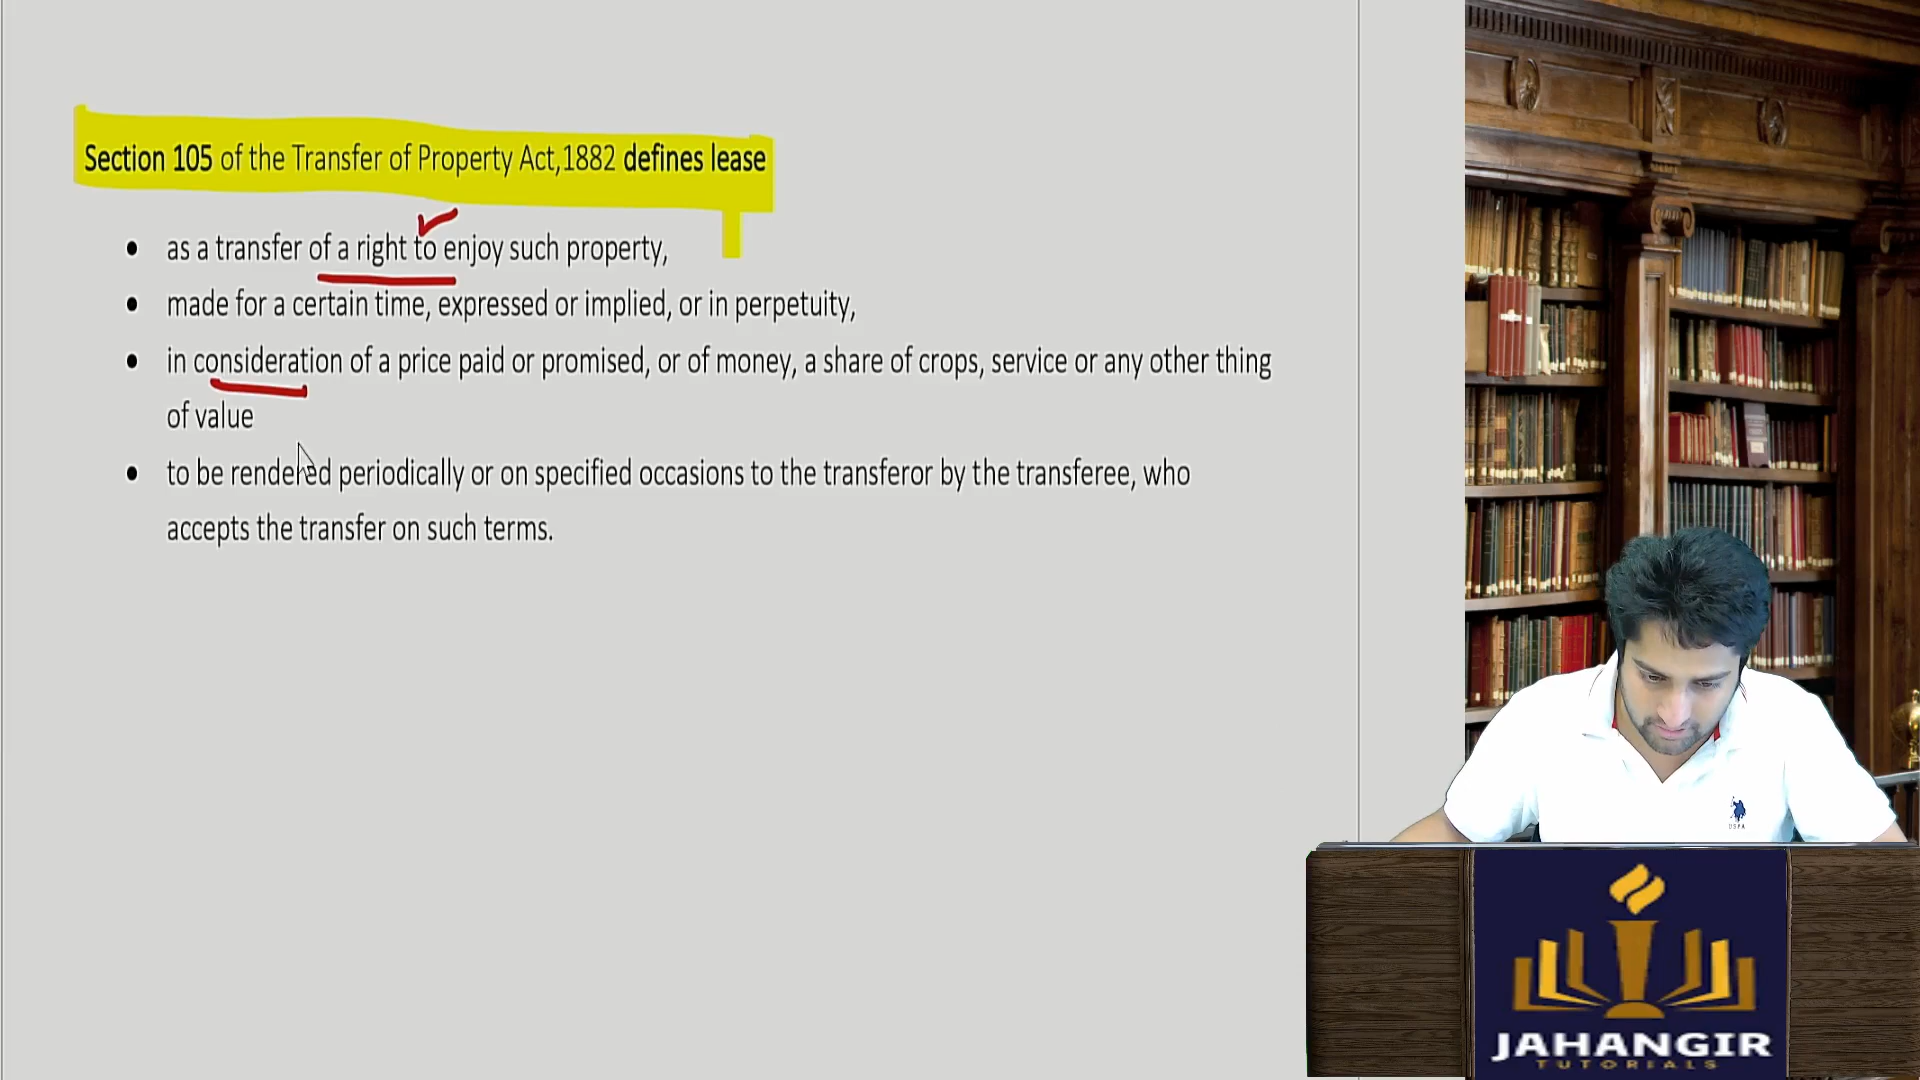 Section 105 of the Transfer of Property Act,1882 defines lease
• as a transfer of a right to enjoy such property,
• made for a certain time, expressed or implied, or in perpetuity,
• in consideration of a price paid or promised, or of money, a share of crops, service or any other thing
of value
• to be rendered periodically or on specified occasions to the transferor by the transferee, who
accepts the transfer on such terms.
USPA
JAHANGIR
TUTORIALS